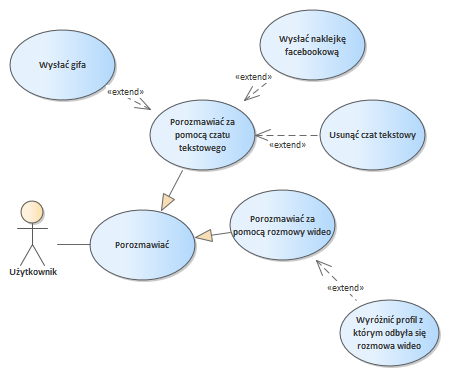 Wysłać naklejkę
facebookową
Wysłać gifa
«extend»
«extend»
Porozmawiać za
pomocą czatu
tekstowego
Usunąć czat tekstowy
«extend»
Porozmawiać za
pomocą rozmowy wideo
Porozmawiać
Użytkownik
«extend»
Wyróżnić profil z
którym odbyła się
rozmowa wideo